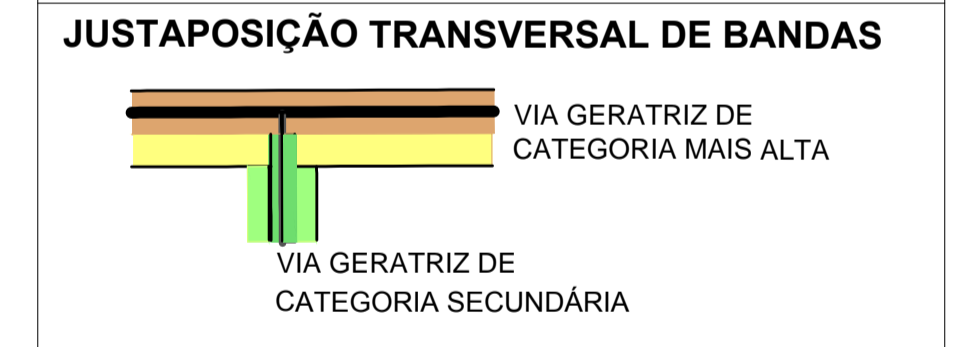 JUSTAPOSIÇÃO TRANSVERSAL DE BANDAS
VIA GERATRIZ DE
CATEGORIA MAIS ALTA
VIA GERATRIZ DE
CATEGORIA SECUNDÁRIA